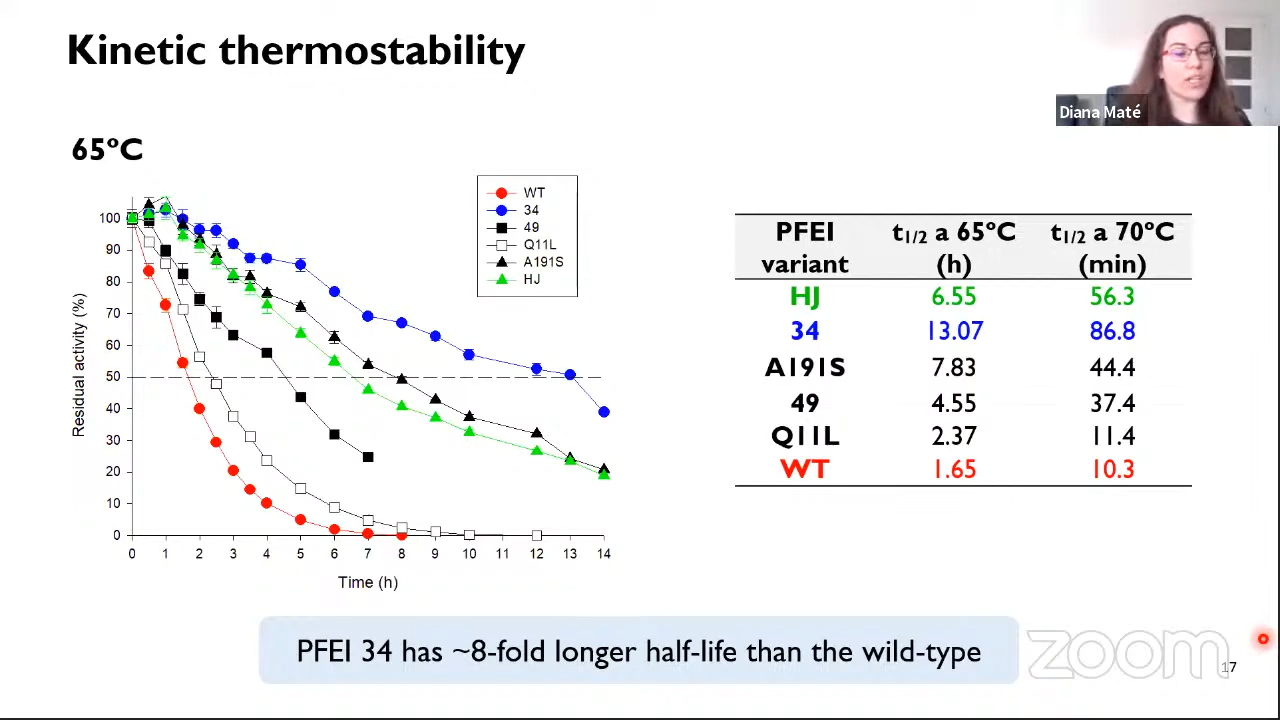 Kinetic thermostability
Diana Maté
65ºC
WT
34
49
Q11L
A191S
HJ
Residual activity (%)
100
90
80
70
60
50
40
30
20
10
0
0 1 2 3 4 5 6 7 8 9 10 11 12 13 14
Time (h)
PFEI variant t1/2 a 65ºC (h) t1/2 a 70ºC (min)
HJ 6.55 56.3
34 13.07 86.8
A191S 7.83 44.4
49 4.55 37.4
Q11L 2.37 11.4
WT 1.65 10.3
PFEI 34 has ~8-fold longer half-life than the wild-type
zoom
17